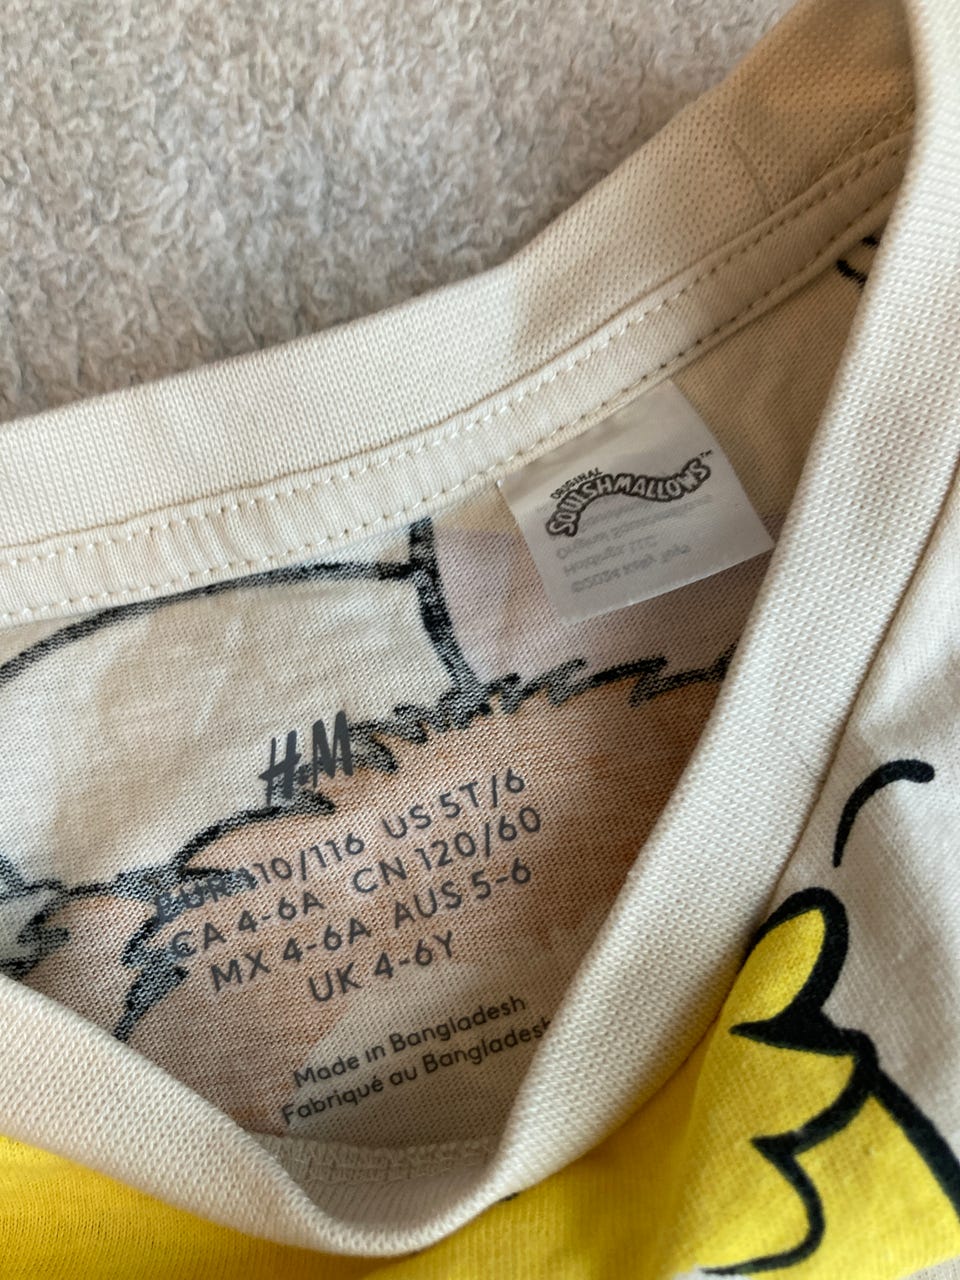 ORIGINAL
SQUISHMALLOWS™
H&M
EUR 110/116 US 5T/6
CA 4-6A CN 120/60
MX 4-6A AUS 5-6
UK 4-6Y
Made in Bangladesh
Fabriqué au Bangladesh